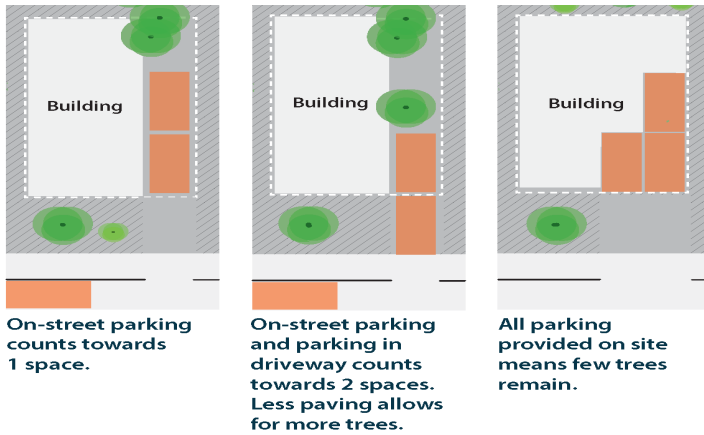 Building
Building
Building
On-street parking
counts towards
1 space.
On-street parking
and parking in
driveway counts
towards 2 spaces.
Less paving allows
for more trees.
All parking
provided on site
means few trees
remain.